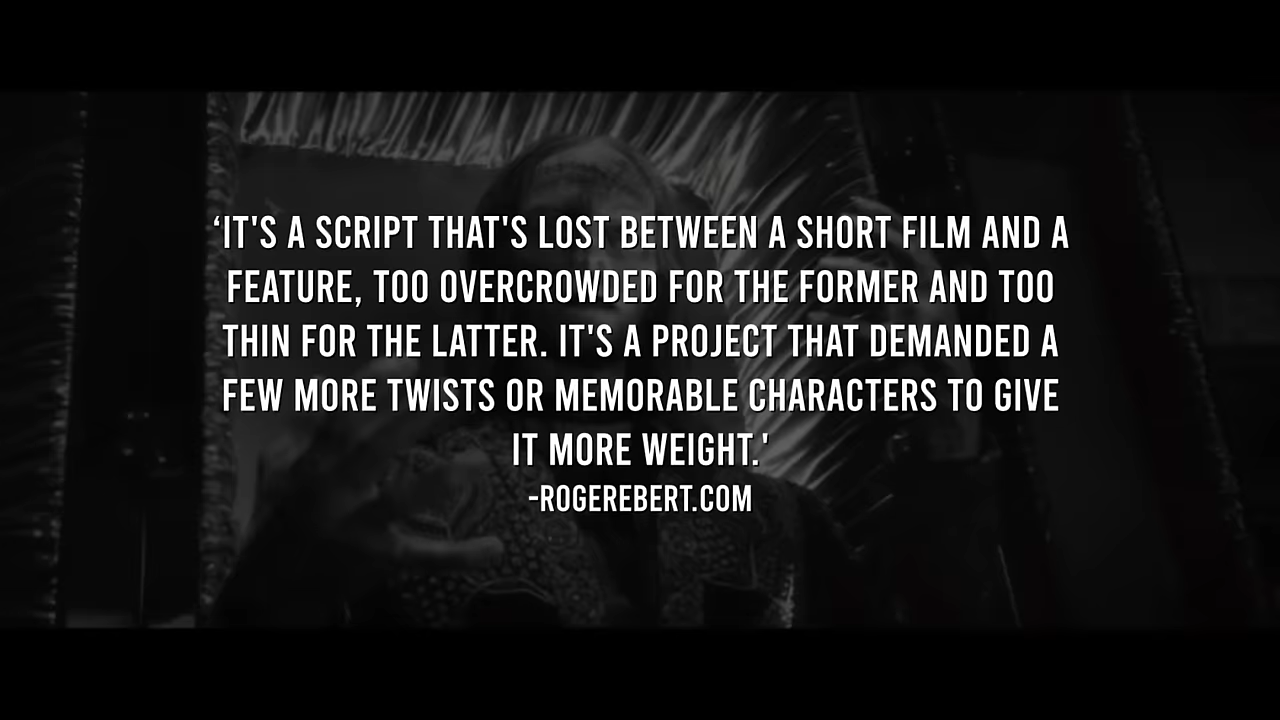 ‘IT'S A SCRIPT THAT'S LOST BETWEEN A SHORT FILM AND A
FEATURE, TOO OVERCROWDED FOR THE FORMER AND TOO
THIN FOR THE LATTER. IT'S A PROJECT THAT DEMANDED A
FEW MORE TWISTS OR MEMORABLE CHARACTERS TO GIVE
IT MORE WEIGHT.'
-ROGEREBERT.COM